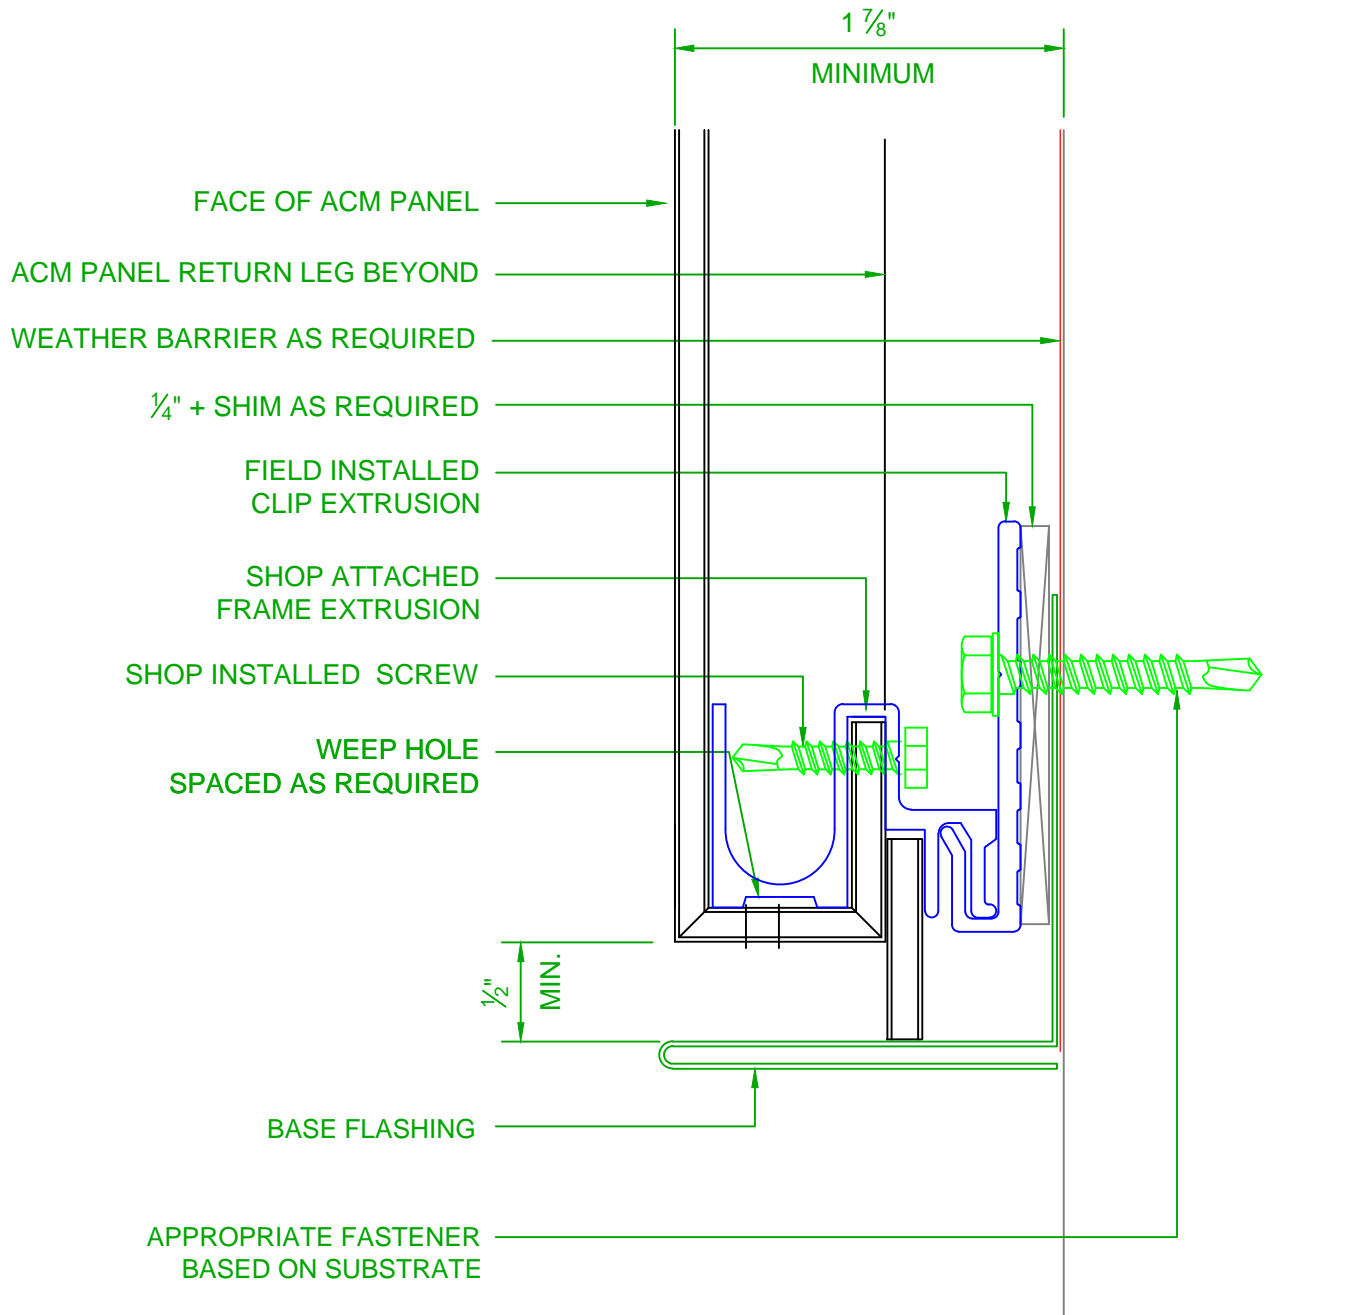 1 ⅞"
MINIMUM
FACE OF ACM PANEL
ACM PANEL RETURN LEG BEYOND
WEATHER BARRIER AS REQUIRED
¼" + SHIM AS REQUIRED
FIELD INSTALLED
CLIP EXTRUSION
SHOP ATTACHED
FRAME EXTRUSION
SHOP INSTALLED SCREW
WEEP HOLE
SPACED AS REQUIRED
½"
MIN.
BASE FLASHING
APPROPRIATE FASTENER
BASED ON SUBSTRATE